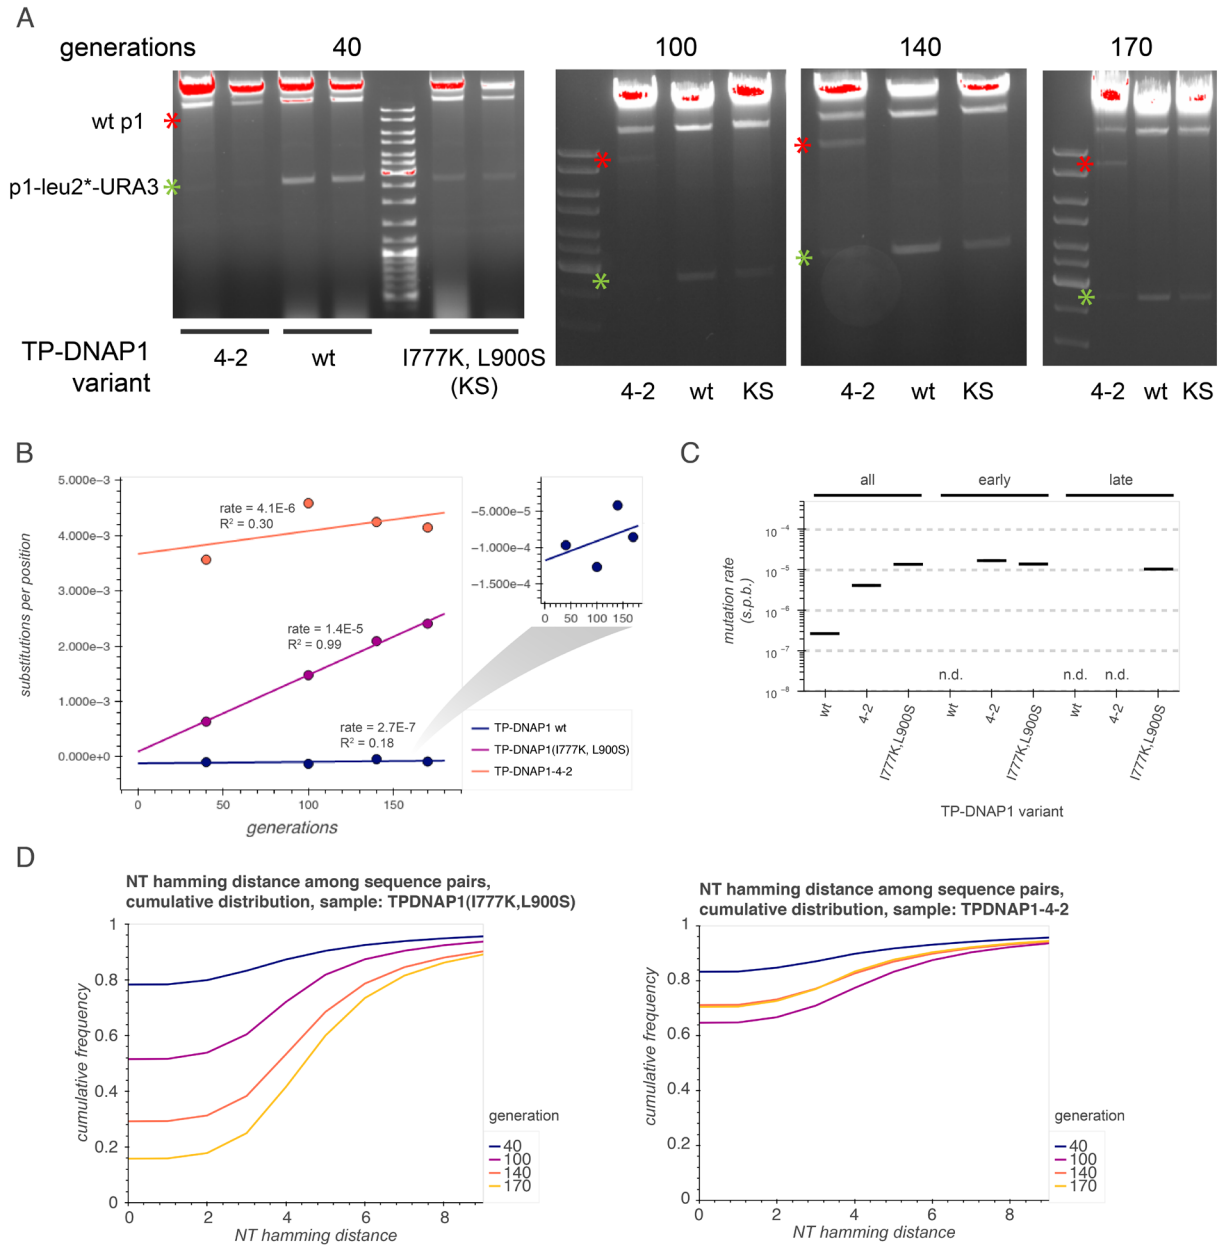 A
generations
40
100
140
170
wt p1
p1-leu2*-URA3
TP-DNAP1
variant
4-2
wt
I777K, L900S
(KS)
4-2 wt KS
4-2 wt KS
4-2 wt KS
B
substitutions per position
5.000e−3
4.000e−3
3.000e−3
2.000e−3
1.000e−3
0.000e+0
rate = 4.1E-6
R² = 0.30
rate = 1.4E-5
R² = 0.99
rate = 2.7E-7
R² = 0.18
0 50 100 150
generations
−5.000e−5
−1.000e−4
−1.500e−4
0 50 100 150
TP-DNAP1 wt
TP-DNAP1(I777K, L900S)
TP-DNAP1-4-2
C
all early late
mutation rate
(s.p.b.)
10⁻⁴
10⁻⁵
10⁻⁶
10⁻⁷
10⁻⁸
n.d. n.d. n.d.
wt
4-2
I777K,L900S
wt
4-2
I777K,L900S
wt
4-2
I777K,L900S
TP-DNAP1 variant
D
NT hamming distance among sequence pairs,
cumulative distribution, sample: TPDNAP1(I777K,L900S)
cumulative frequency
1
0.8
0.6
0.4
0.2
0
0 2 4 6 8
NT hamming distance
generation
40
100
140
170
NT hamming distance among sequence pairs,
cumulative distribution, sample: TPDNAP1-4-2
cumulative frequency
1
0.8
0.6
0.4
0.2
0
0 2 4 6 8
NT hamming distance
generation
40
100
140
170